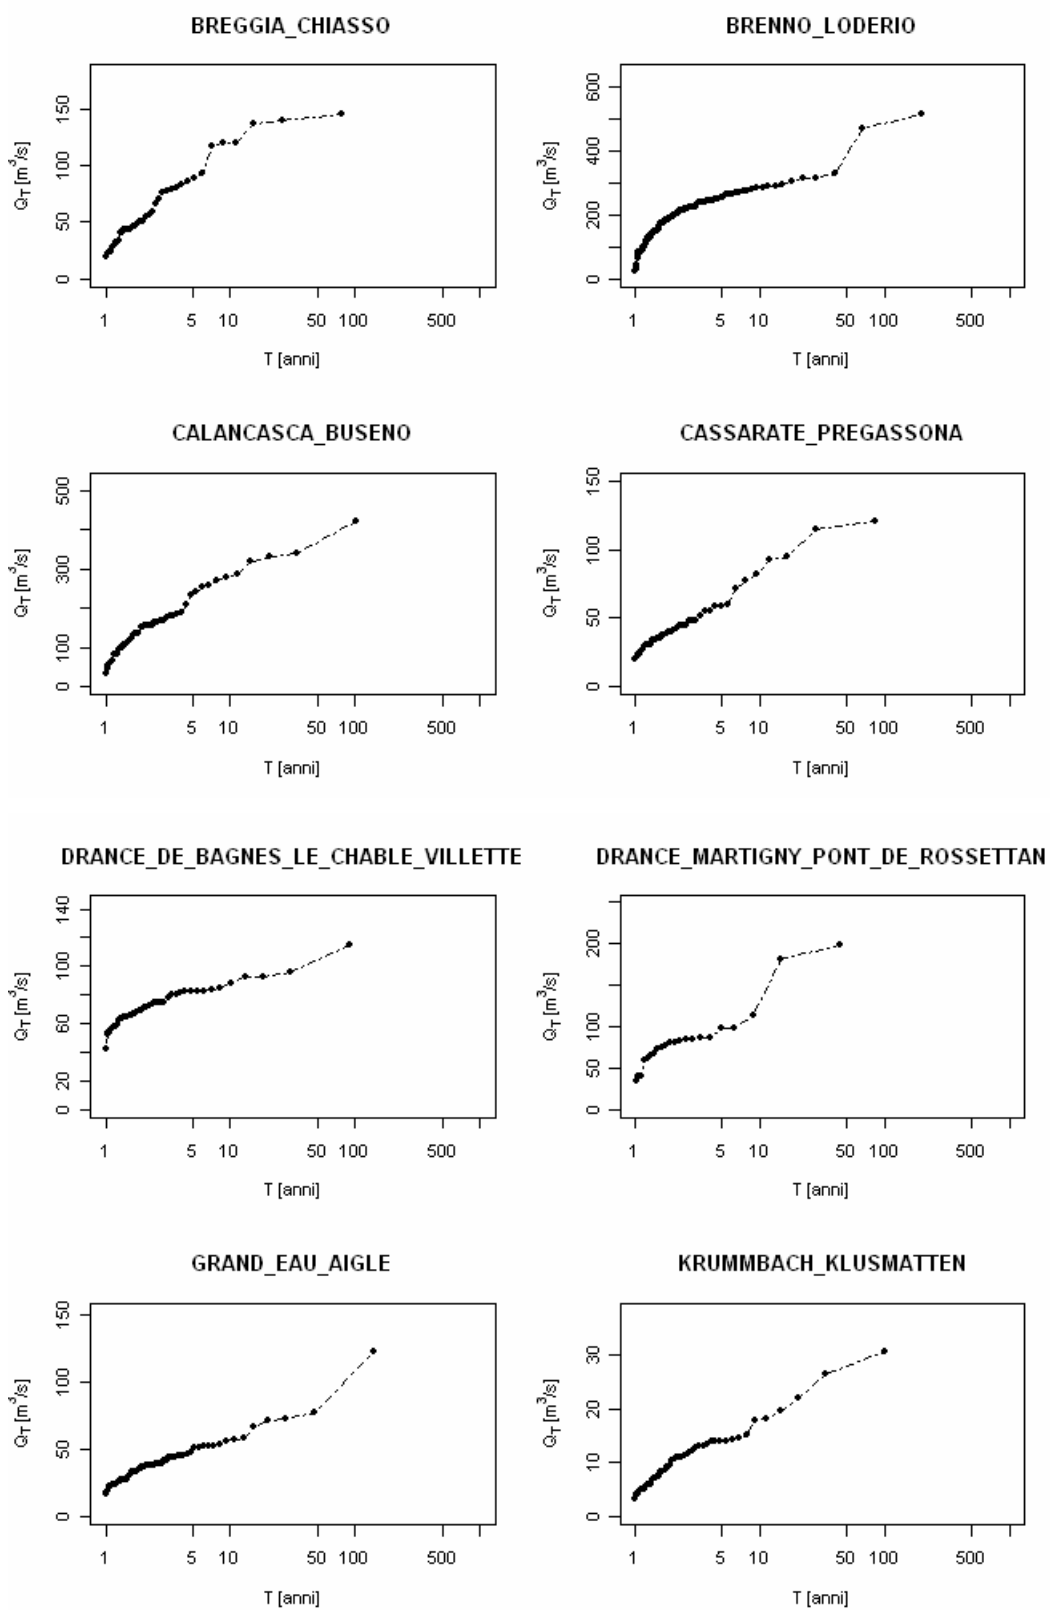 BREGGIA_CHIASSO
Q_T [m^3/s]
150
100
50
0
1 5 10 50 100 500
T [anni]
BRENNO_LODERIO
Q_T [m^3/s]
600
400
200
0
1 5 10 50 100 500
T [anni]
CALANCASCA_BUSENO
Q_T [m^3/s]
500
300
100
0
1 5 10 50 100 500
T [anni]
CASSARATE_PREGASSONA
Q_T [m^3/s]
150
100
50
0
1 5 10 50 100 500
T [anni]
DRANCE_DE_BAGNES_LE_CHABLE_VILLETTE
Q_T [m^3/s]
140
100
60
20
0
1 5 10 50 100 500
T [anni]
DRANCE_MARTIGNY_PONT_DE_ROSSETTAN
Q_T [m^3/s]
200
100
50
0
1 5 10 50 100 500
T [anni]
GRAND_EAU_AIGLE
Q_T [m^3/s]
150
100
50
0
1 5 10 50 100 500
T [anni]
KRUMMBACH_KLUSMATTEN
Q_T [m^3/s]
30
20
10
0
1 5 10 50 100 500
T [anni]